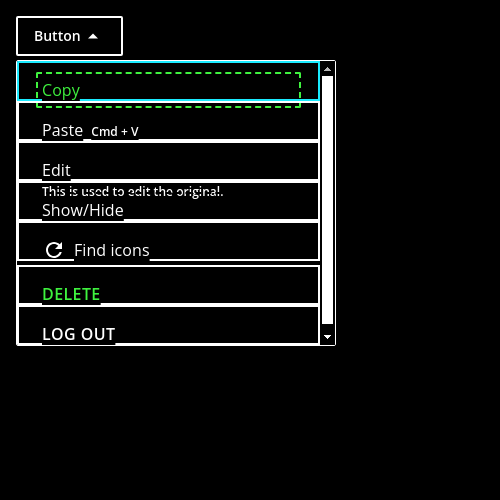 Button
Copy
Paste Cmd + V
Edit
This is used to edit the original.
Show/Hide
Find icons
DELETE
LOG OUT